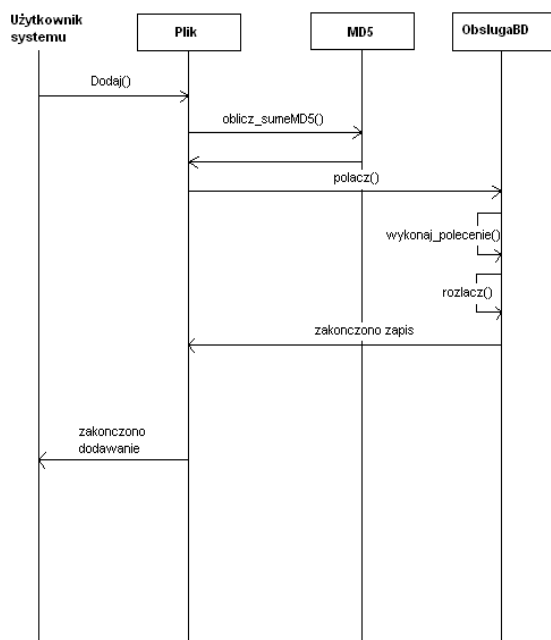 Użytkownik
systemu
Plik
MD5
ObslugaBD
Dodaj()
oblicz_sumeMD5()
polacz()
wykonaj_polecenie()
rozlacz()
zakonczono zapis
zakonczono
dodawanie